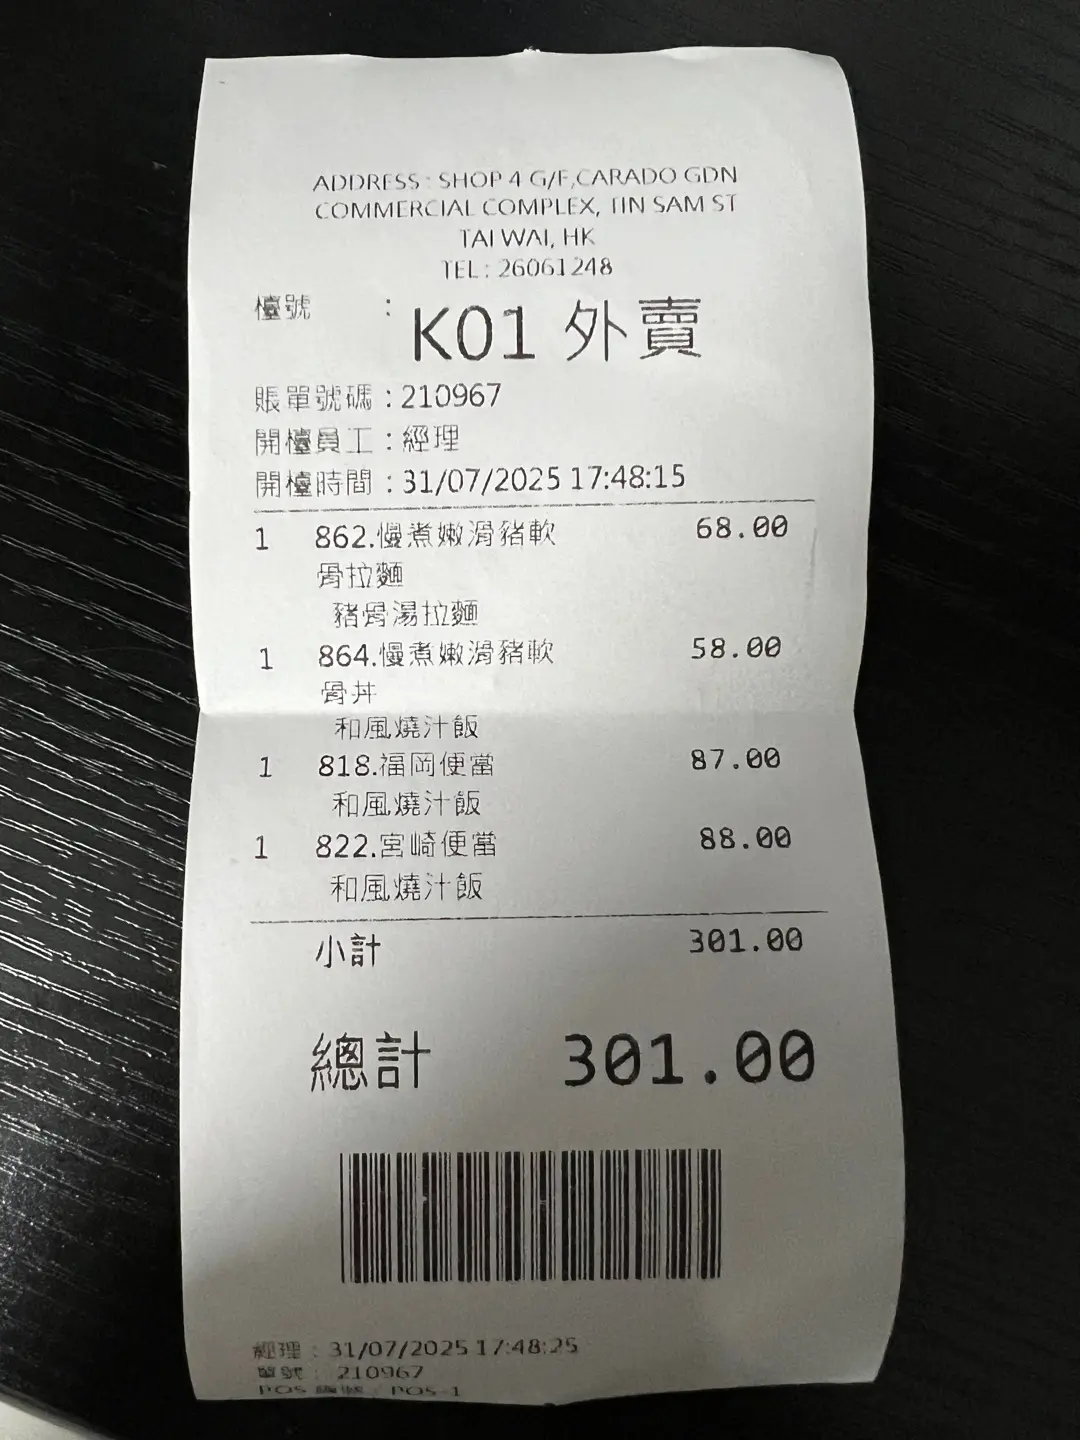 ADDRESS : SHOP 4 G/F,CARADO GDN
COMMERCIAL COMPLEX, TIN SAM ST
TAI WAI, HK
TEL : 26061248
檯號 : K01 外賣
賬單號碼 : 210967
開檯員工 : 經理
開檯時間 : 31/07/2025 17:48:15
1 862.慢煮嫩滑豬軟 68.00
骨拉麵
豬骨湯拉麵
1 864.慢煮嫩滑豬軟 58.00
骨丼
和風燒汁飯
1 818.福岡便當 87.00
和風燒汁飯
1 822.宮崎便當 88.00
和風燒汁飯
小計 301.00
總計 301.00
經理 : 31/07/2025 17:48:25
單號 : 210967
POS : POS-1